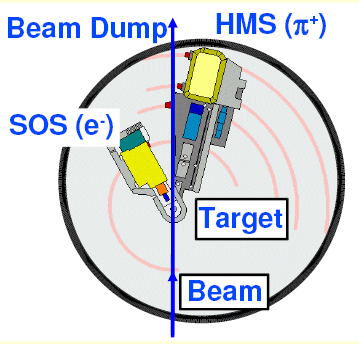 Beam Dump
HMS (π⁺)
SOS (e⁻)
Target
Beam